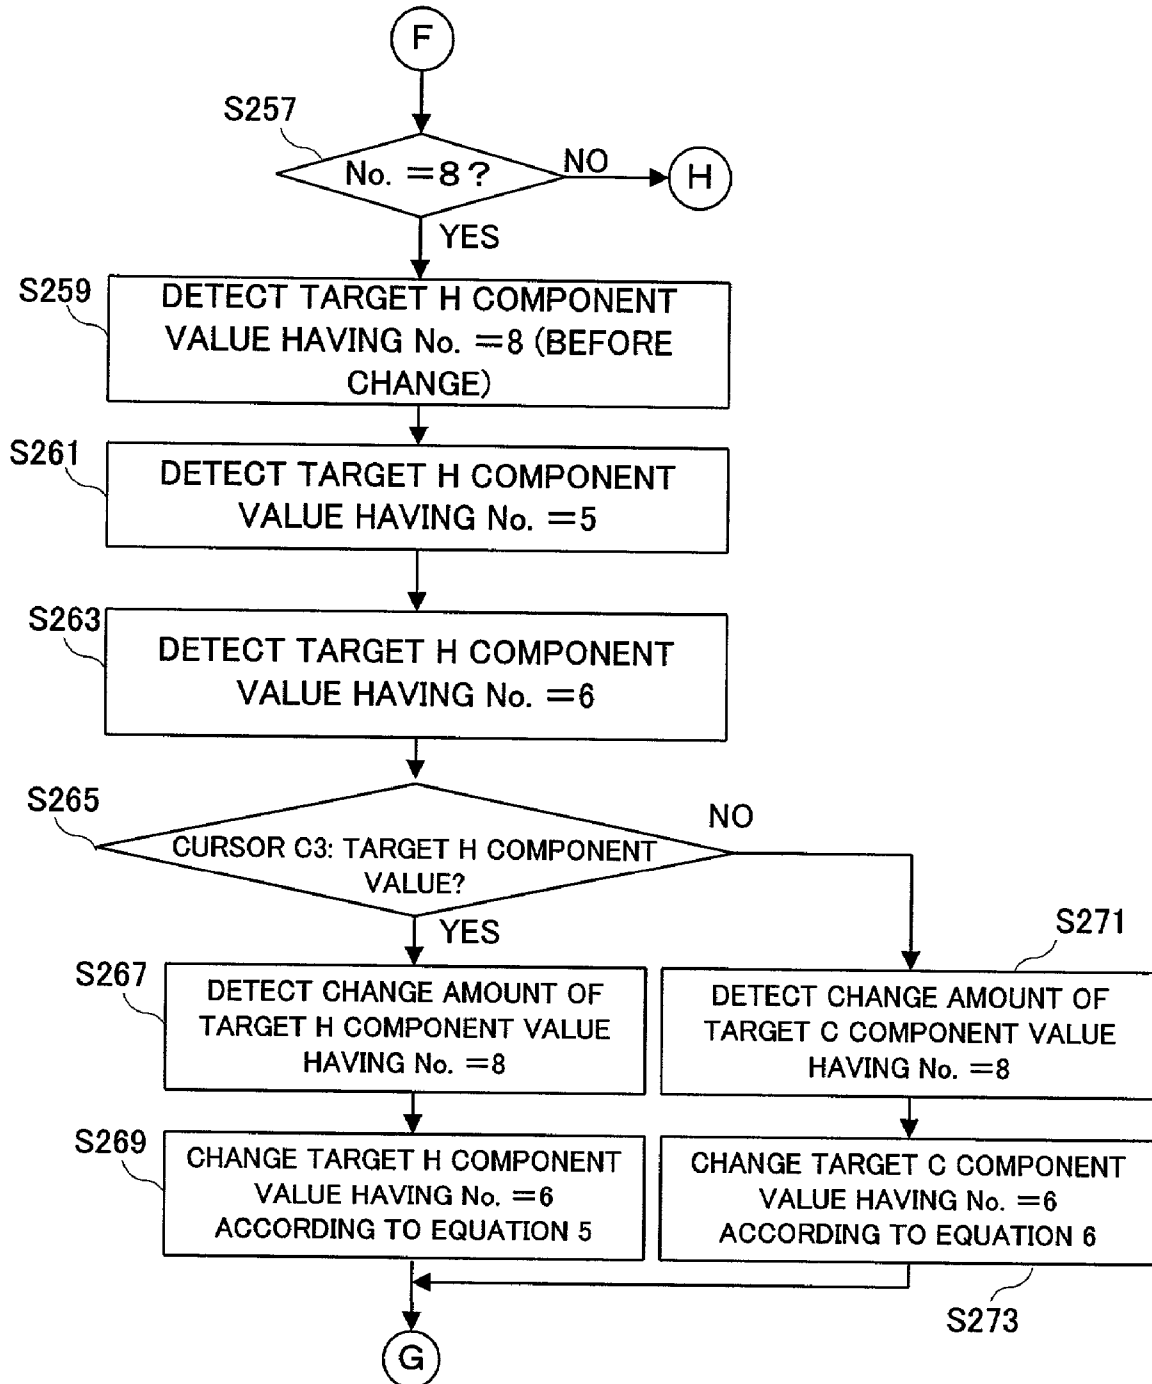 F
S257
No. =8?
NO
H
YES
S259
DETECT TARGET H COMPONENT
VALUE HAVING No. =8 (BEFORE
CHANGE)
S261
DETECT TARGET H COMPONENT
VALUE HAVING No. =5
S263
DETECT TARGET H COMPONENT
VALUE HAVING No. =6
S265
CURSOR C3: TARGET H COMPONENT
VALUE?
NO
YES
S267
DETECT CHANGE AMOUNT OF
TARGET H COMPONENT VALUE
HAVING No. =8
S271
DETECT CHANGE AMOUNT OF
TARGET C COMPONENT VALUE
HAVING No. =8
S269
CHANGE TARGET H COMPONENT
VALUE HAVING No. =6
ACCORDING TO EQUATION 5
CHANGE TARGET C COMPONENT
VALUE HAVING No. =6
ACCORDING TO EQUATION 6
S273
G